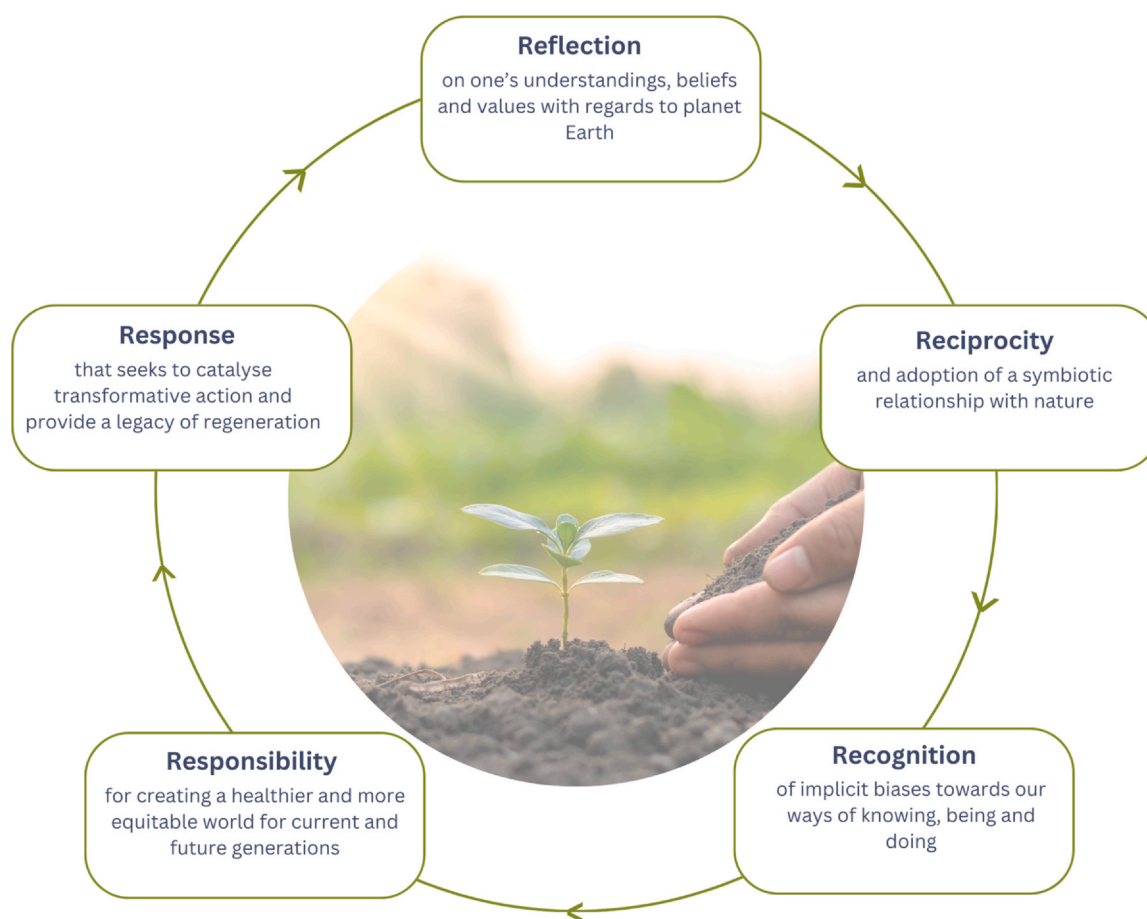 Reflection
on one’s understandings, beliefs
and values with regards to planet
Earth
Reciprocity
and adoption of a symbiotic
relationship with nature
Recognition
of implicit biases towards our
ways of knowing, being and
doing
Responsibility
for creating a healthier and more
equitable world for current and
future generations
Response
that seeks to catalyse
transformative action and
provide a legacy of regeneration